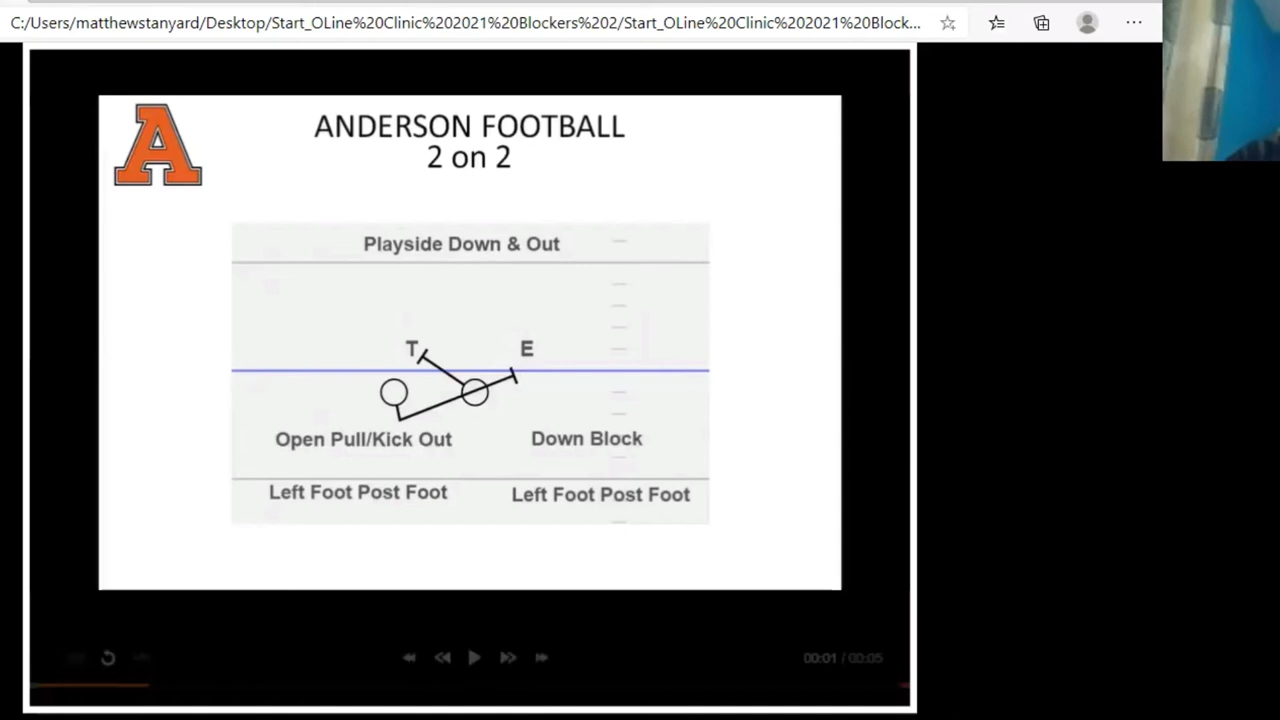 C:/Users/matthewstanyard/Desktop/Start_OLine%20Clinic%202021%20Blockers%202/Start_OLine%20Clinic%202021%20Block...
A
ANDERSON FOOTBALL
2 on 2
Playside Down & Out
T E
Open Pull/Kick Out Down Block
Left Foot Post Foot Left Foot Post Foot
00:01 / 00:05